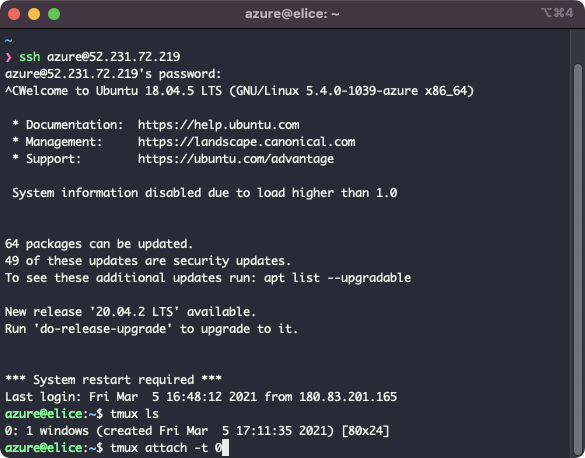 azure@elice: ~
⌥⌘4
~
❯ ssh azure@52.231.72.219
azure@52.231.72.219's password:
^CWelcome to Ubuntu 18.04.5 LTS (GNU/Linux 5.4.0-1039-azure x86_64)
* Documentation:  https://help.ubuntu.com
* Management:     https://landscape.canonical.com
* Support:        https://ubuntu.com/advantage
System information disabled due to load higher than 1.0
64 packages can be updated.
49 of these updates are security updates.
To see these additional updates run: apt list --upgradable
New release '20.04.2 LTS' available.
Run 'do-release-upgrade' to upgrade to it.
*** System restart required ***
Last login: Fri Mar  5 16:48:12 2021 from 180.83.201.165
azure@elice:~$ tmux ls
0: 1 windows (created Fri Mar  5 17:11:35 2021) [80x24]
azure@elice:~$ tmux attach -t 0